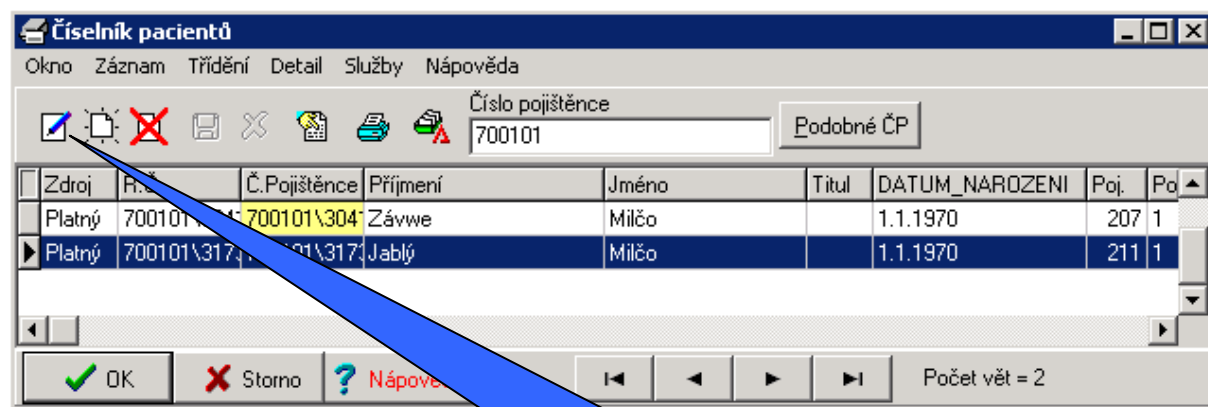 Číselník pacientů
Okno Záznam Třídění Detail Služby Nápověda
Číslo pojištěnce
700101 Podobné ČP
Zdroj Č.Pojištěnce Příjmení Jméno Titul DATUM_NAROZENI Poj.
Platný 700101\304 Závwe Milčo 1.1.1970 207 1
Platný 700101\317 Jablý Milčo 1.1.1970 211 1
OK Storno Počet vět = 2